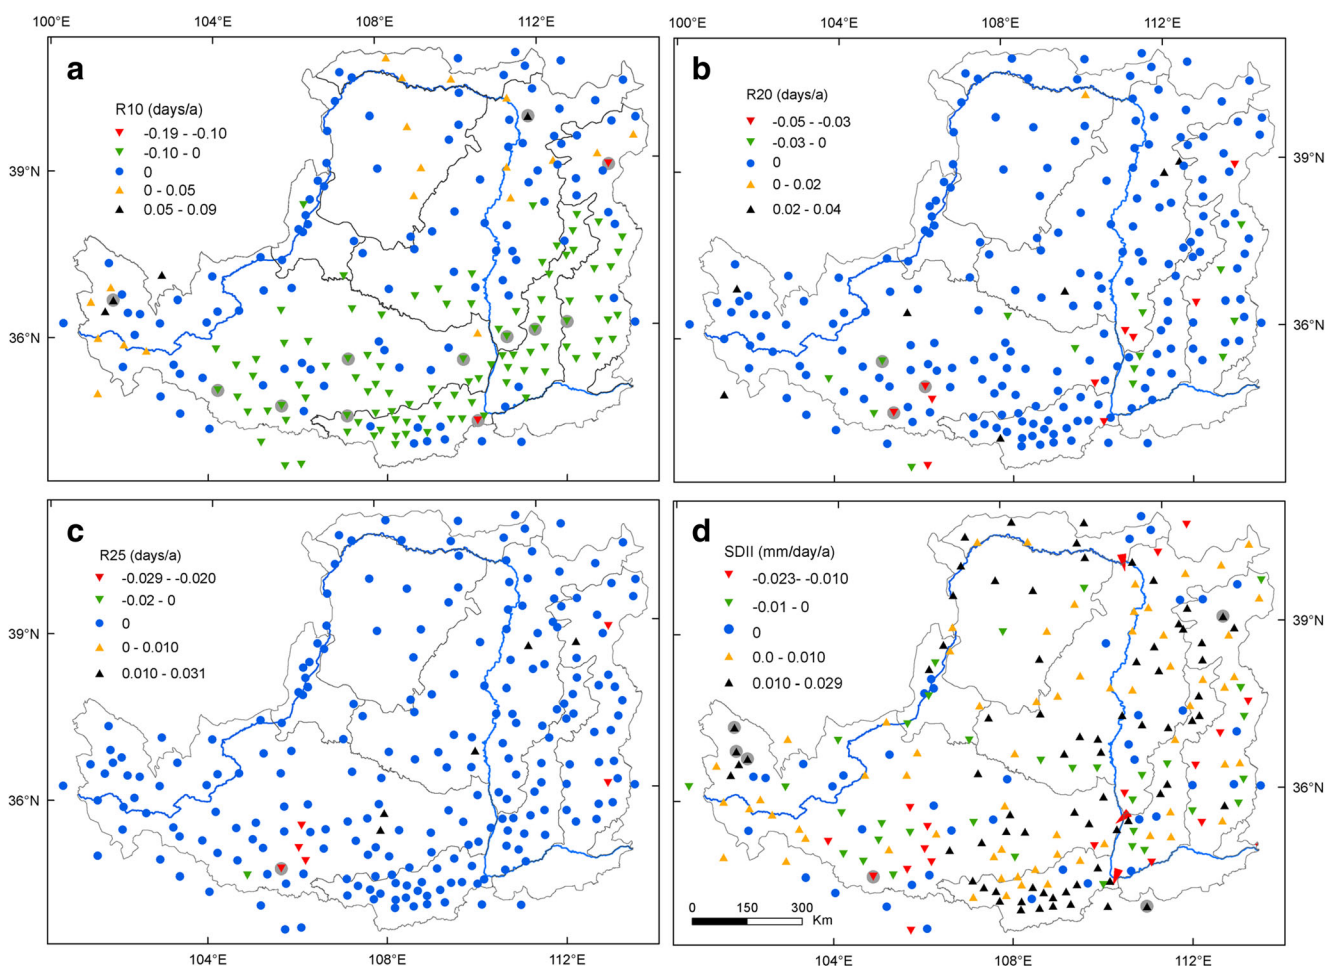 100°E 104°E 108°E 112°E 100°E 104°E 108°E 112°E
a
R10 (days/a)
-0.19 - -0.10
-0.10 - 0
0
0 - 0.05
0.05 - 0.09
39°N
36°N
b
R20 (days/a)
-0.05 - -0.03
-0.03 - 0
0
0 - 0.02
0.02 - 0.04
39°N
36°N
c
R25 (days/a)
-0.029 - -0.020
-0.02 - 0
0
0 - 0.010
0.010 - 0.031
39°N
36°N
104°E 108°E 112°E
d
SDII (mm/day/a)
-0.023- -0.010
-0.01 - 0
0
0.0 - 0.010
0.010 - 0.029
0 150 300
Km
39°N
36°N
104°E 108°E 112°E